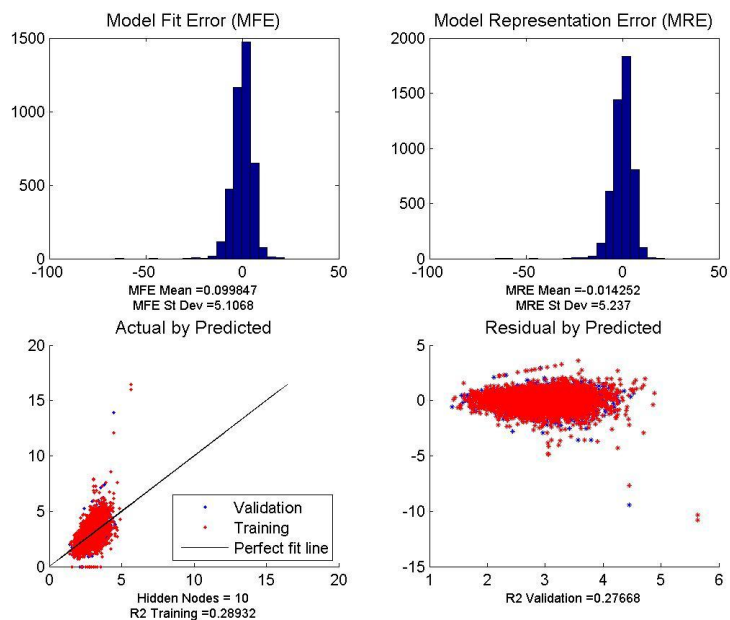 Model Fit Error (MFE)
1500
1000
500
0
-100
-50
0
50
MFE Mean =0.099847
MFE St Dev =5.1068
Model Representation Error (MRE)
2000
1500
1000
500
0
-100
-50
0
50
MRE Mean =-0.014252
MRE St Dev =5.237
Actual by Predicted
20
15
10
5
0
0
5
10
15
20
Validation
Training
Perfect fit line
Hidden Nodes = 10
R2 Training =0.28932
Residual by Predicted
5
0
-5
-10
-15
1
2
3
4
5
6
R2 Validation =0.27668